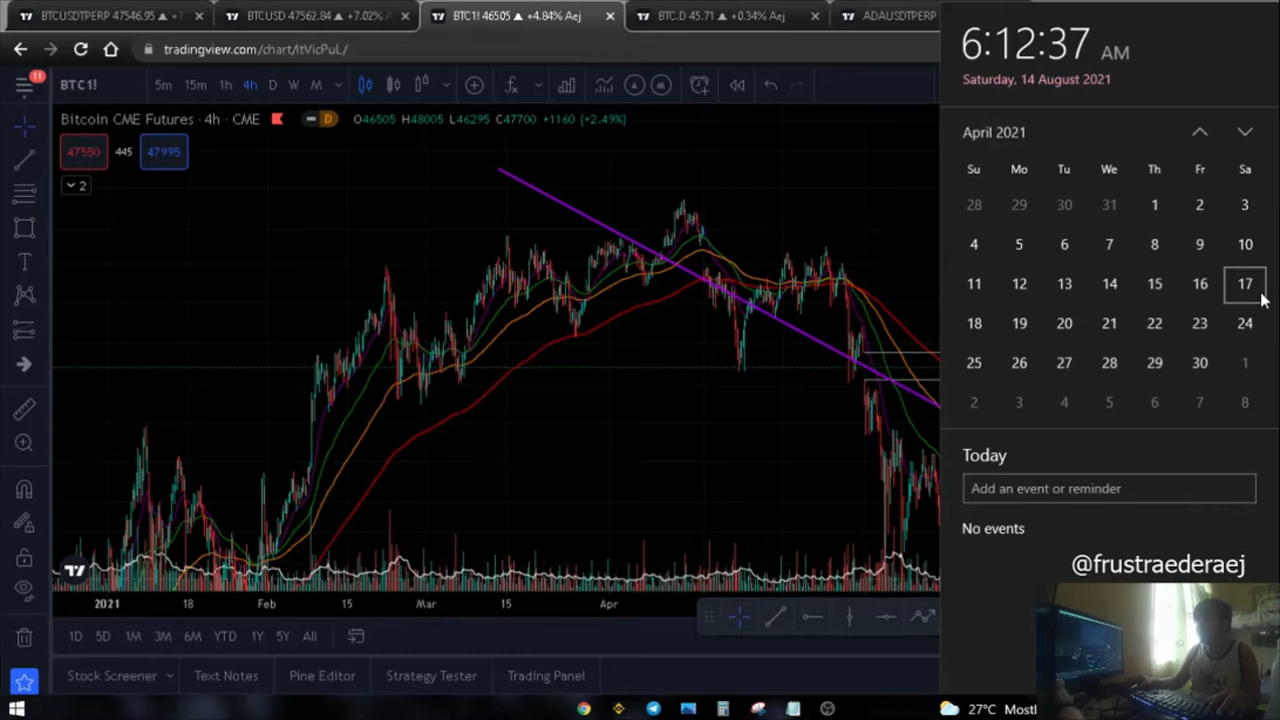 BTCUSDTPERP 47546.95 ▲ +7
BTCUSD 47562.84 ▲ +7.02%
BTC1! 46505 ▲ +4.84% Aej
BTC.D 45.71 ▲ +0.34% Aej
ADAUSDTPERP
tradingview.com/chart/ltVicPuL/
11
BTC1!
5m 15m 1h 4h D W M
Bitcoin CME Futures · 4h · CME
D
O46505 H48005 L46295 C47700 +1160 (+2.49%)
47550 445 47995
2
2021 18 Feb 15 Mar 15 Apr
1D 5D 1M 3M 6M YTD 1Y 5Y All
Stock Screener Text Notes Pine Editor Strategy Tester Trading Panel
6:12:37 AM
Saturday, 14 August 2021
April 2021
Su Mo Tu We Th Fr Sa
28 29 30 31 1 2 3
4 5 6 7 8 9 10
11 12 13 14 15 16 17
18 19 20 21 22 23 24
25 26 27 28 29 30 1
2 3 4 5 6 7 8
Today
Add an event or reminder
No events
@frustraederaej
27°C Mostl